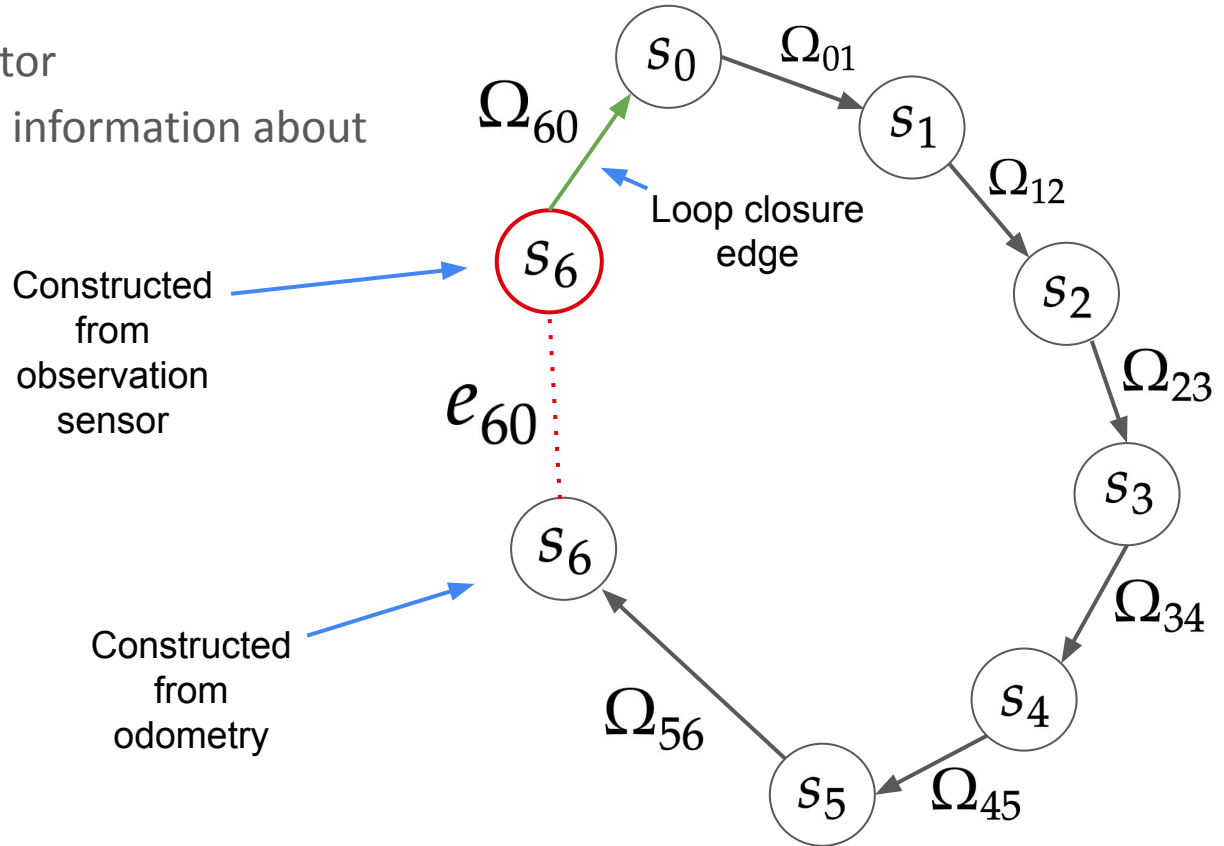 tor
information about
s₀
Ω₀₁
s₁
Ω₆₀
Ω₁₂
Loop closure
edge
s₆
s₂
Constructed
from
observation
sensor
Ω₂₃
e₆₀
s₃
s₆
Ω₃₄
Constructed
from
odometry
Ω₅₆
s₄
s₅
Ω₄₅